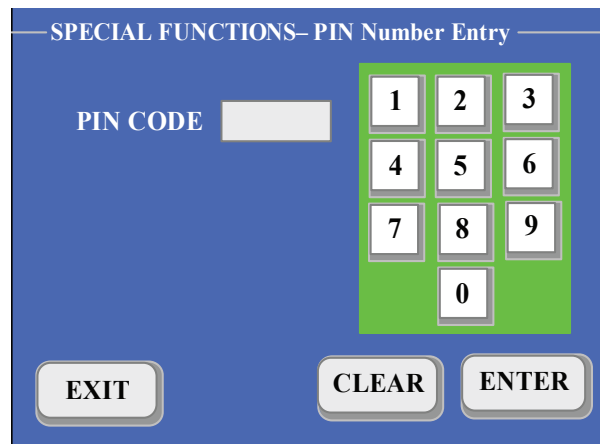 SPECIAL FUNCTIONS– PIN Number Entry
PIN CODE
1 2 3
4 5 6
7 8 9
0
EXIT CLEAR ENTER